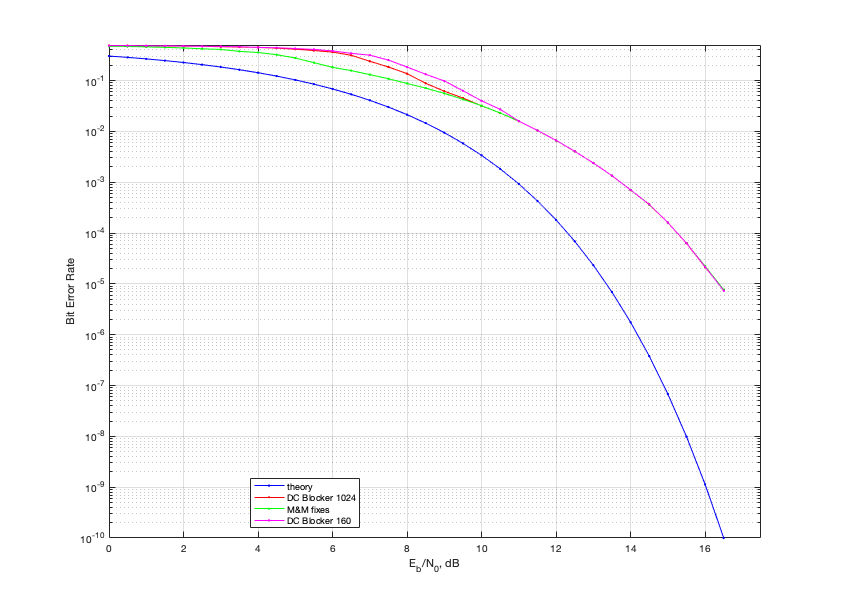 10^-1
10^-2
10^-3
10^-4
10^-5
10^-6
10^-7
10^-8
10^-9
10^-10
Bit Error Rate
theory
DC Blocker 1024
M&M fixes
DC Blocker 160
0 2 4 6 8 10 12 14 16
E_b/N_0, dB